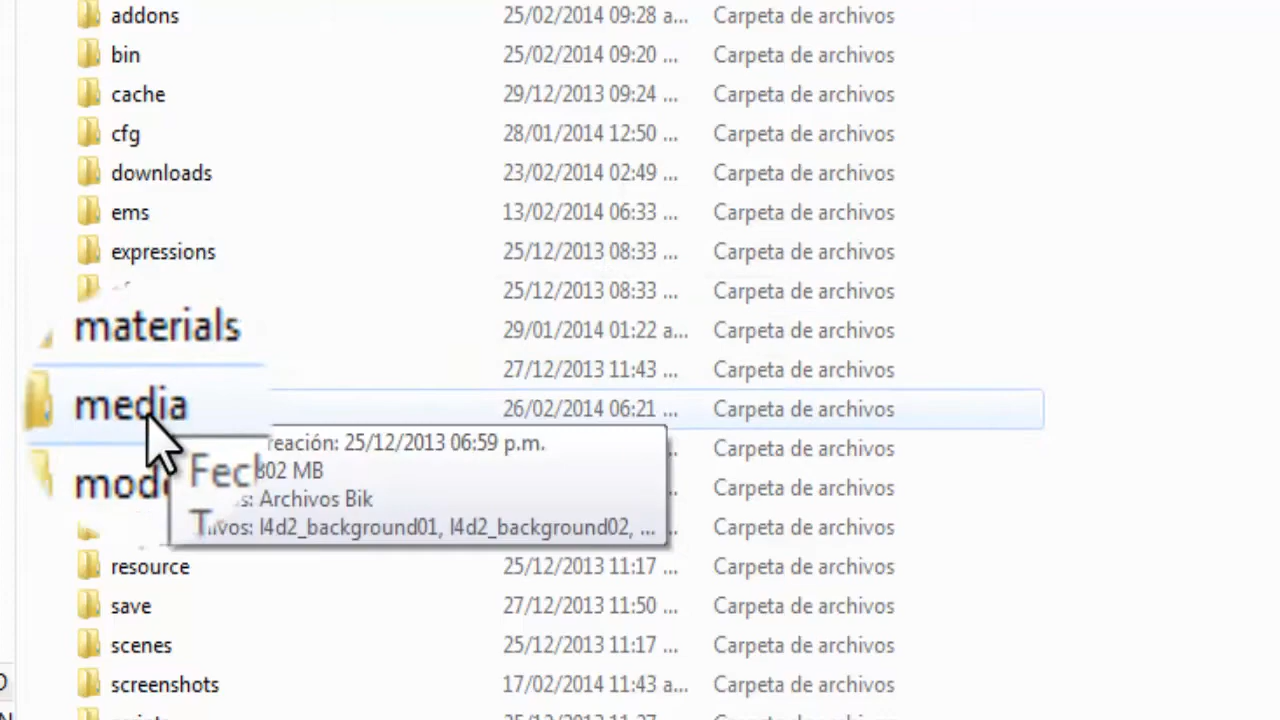 addons 25/02/2014 09:28 a... Carpeta de archivos
bin 25/02/2014 09:20 ... Carpeta de archivos
cache 29/12/2013 09:24 ... Carpeta de archivos
cfg 28/01/2014 12:50 ... Carpeta de archivos
downloads 23/02/2014 02:49 ... Carpeta de archivos
ems 13/02/2014 06:33 ... Carpeta de archivos
expressions 25/12/2013 08:33 ... Carpeta de archivos
25/12/2013 08:33 ... Carpeta de archivos
materials 29/01/2014 01:22 a... Carpeta de archivos
27/12/2013 11:43 ... Carpeta de archivos
media 26/02/2014 06:21 ... Carpeta de archivos
reación: 25/12/2013 06:59 p.m. Carpeta de archivos
802 MB Carpeta de archivos
s: Archivos Bik
ivos: l4d2_background01, l4d2_background02, ... Carpeta de archivos
resource 25/12/2013 11:17 ... Carpeta de archivos
save 27/12/2013 11:50 ... Carpeta de archivos
scenes 25/12/2013 11:17 ... Carpeta de archivos
screenshots 17/02/2014 11:43 a... Carpeta de archivos